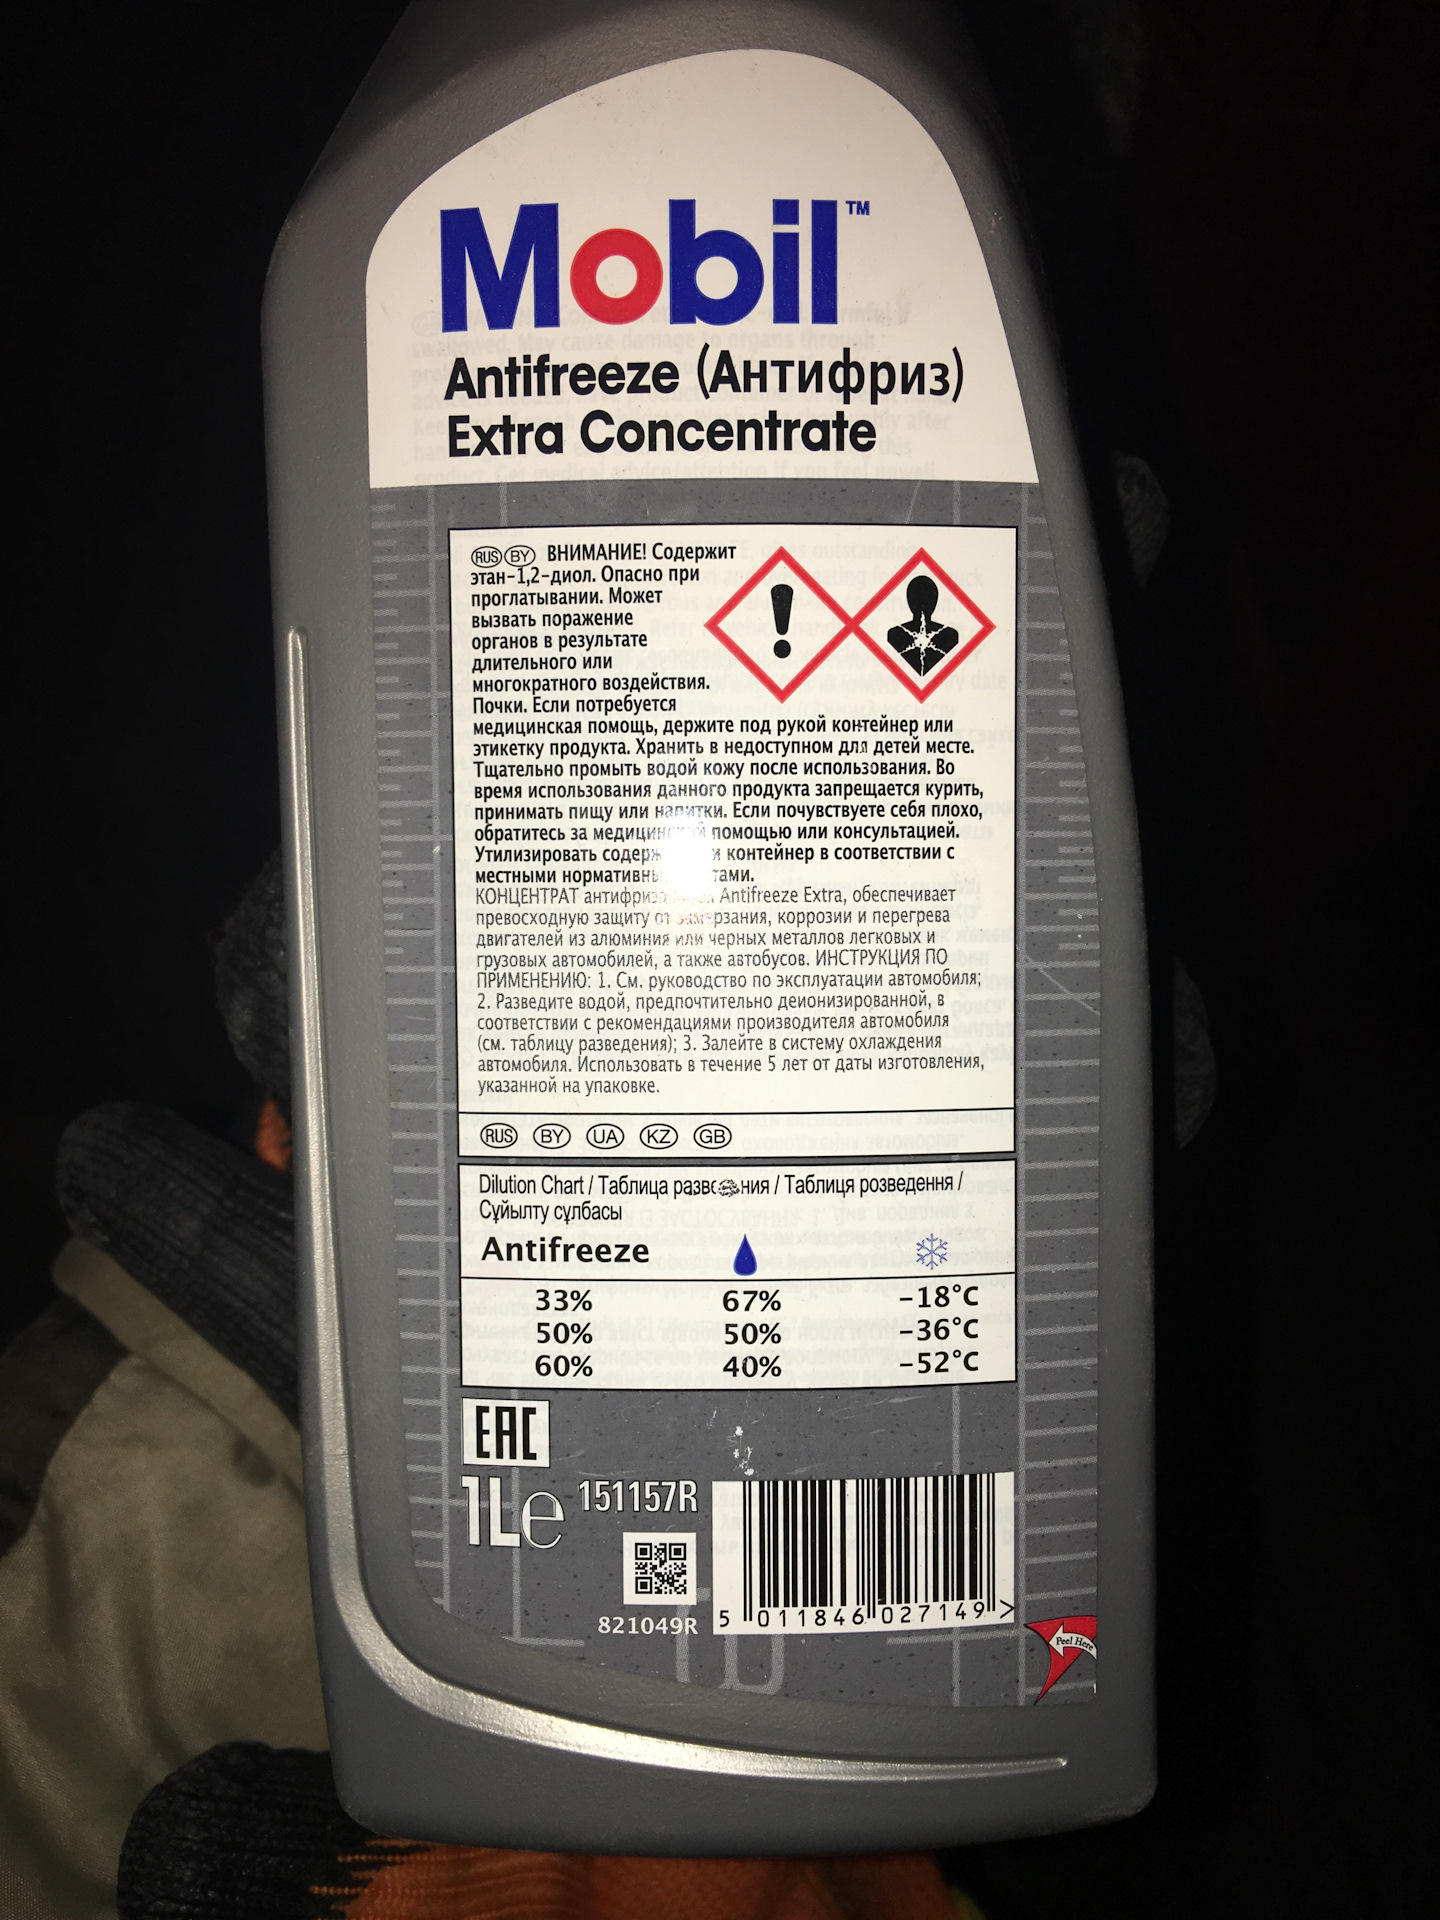 Mobil™
Antifreeze (Антифриз)
Extra Concentrate
RUS BY ВНИМАНИЕ! Содержит
этан-1,2-диол. Опасно при
проглатывании. Может
вызвать поражение
органов в результате
длительного или
многократного воздействия.
Почки. Если потребуется
медицинская помощь, держите под рукой контейнер или
этикетку продукта. Хранить в недоступном для детей месте.
Тщательно промыть водой кожу после использования. Во
время использования данного продукта запрещается курить,
принимать пищу или напитки. Если почувствуете себя плохо,
обратитесь за помощью или консультацией.
Утилизировать контейнер в соответствии с
местными
КОНЦЕНТРАТ Antifreeze Extra, обеспечивает
превосходную защиту от замерзания, коррозии и перегрева
двигателей из алюминия или черных металлов легковых и
грузовых автомобилей, а также автобусов. ИНСТРУКЦИЯ ПО
ПРИМЕНЕНИЮ: 1. См. руководство по эксплуатации автомобиля;
2. Разведите водой, предпочтительно деионизированной, в
соответствии с рекомендациями производителя автомобиля
(см. таблицу разведения); 3. Залейте в систему охлаждения
автомобиля. Использовать в течение 5 лет от даты изготовления,
указанной на упаковке.
RUS BY UA KZ GB
Dilution Chart / Таблица / Таблиця розведення /
Сұйылту сұлбасы
Antifreeze
33% 67% -18°C
50% 50% -36°C
60% 40% -52°C
EAC
1Le 151157R
821049R
5 011846 027149 >
Peel Here